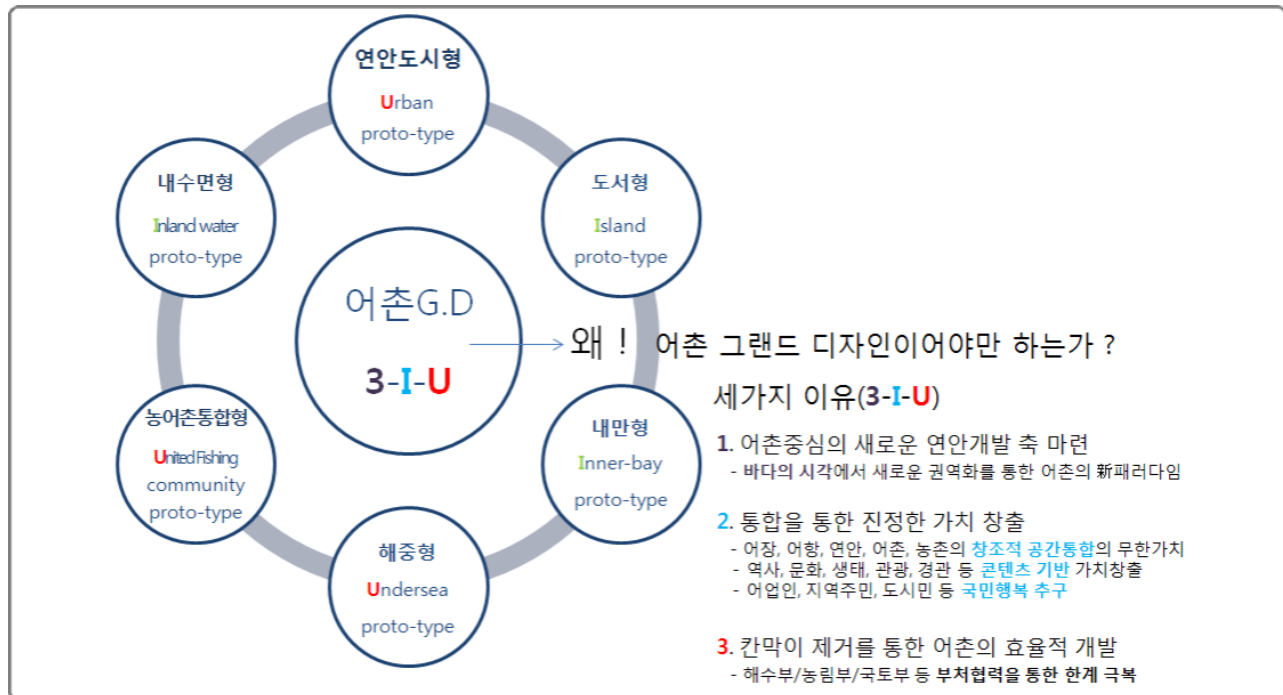 연안도시형
Urban
proto-type
내수면형
Inland water
proto-type
도서형
Island
proto-type
어촌G.D
3-I-U
왜 ! 어촌 그랜드 디자인이어야만 하는가 ?
세가지 이유(3-I-U)
농어촌통합형
United Fishing
community
proto-type
내만형
Inner-bay
proto-type
해중형
Undersea
proto-type
1. 어촌중심의 새로운 연안개발 축 마련
- 바다의 시각에서 새로운 권역화를 통한 어촌의 新패러다임
2. 통합을 통한 진정한 가치 창출
- 어장, 어항, 연안, 어촌, 농촌의 창조적 공간통합의 무한가치
- 역사, 문화, 생태, 관광, 경관 등 콘텐츠 기반 가치창출
- 어업인, 지역주민, 도시민 등 국민행복 추구
3. 칸막이 제거를 통한 어촌의 효율적 개발
- 해수부/농림부/국토부 등 부처협력을 통한 한계 극복